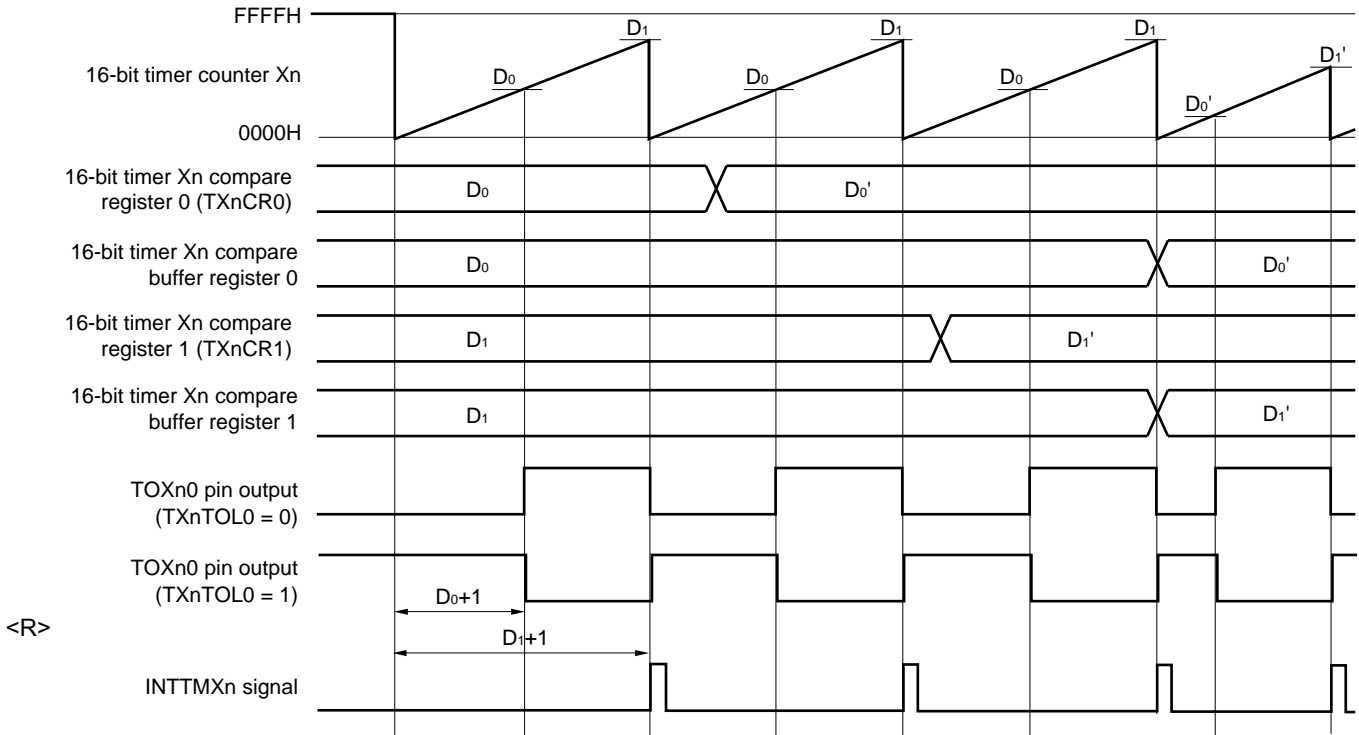 FFFFH
D₁ D₁ D₁ D₁'
16-bit timer counter Xn
D₀ D₀ D₀ D₀'
0000H
16-bit timer Xn compare
register 0 (TXnCR0)
D₀ D₀'
16-bit timer Xn compare
buffer register 0
D₀ D₀'
16-bit timer Xn compare
register 1 (TXnCR1)
D₁ D₁'
16-bit timer Xn compare
buffer register 1
D₁ D₁'
TOXn0 pin output
(TXnTOL0 = 0)
TOXn0 pin output
(TXnTOL0 = 1)
D₀+1
<R>
D₁+1
INTTMXn signal